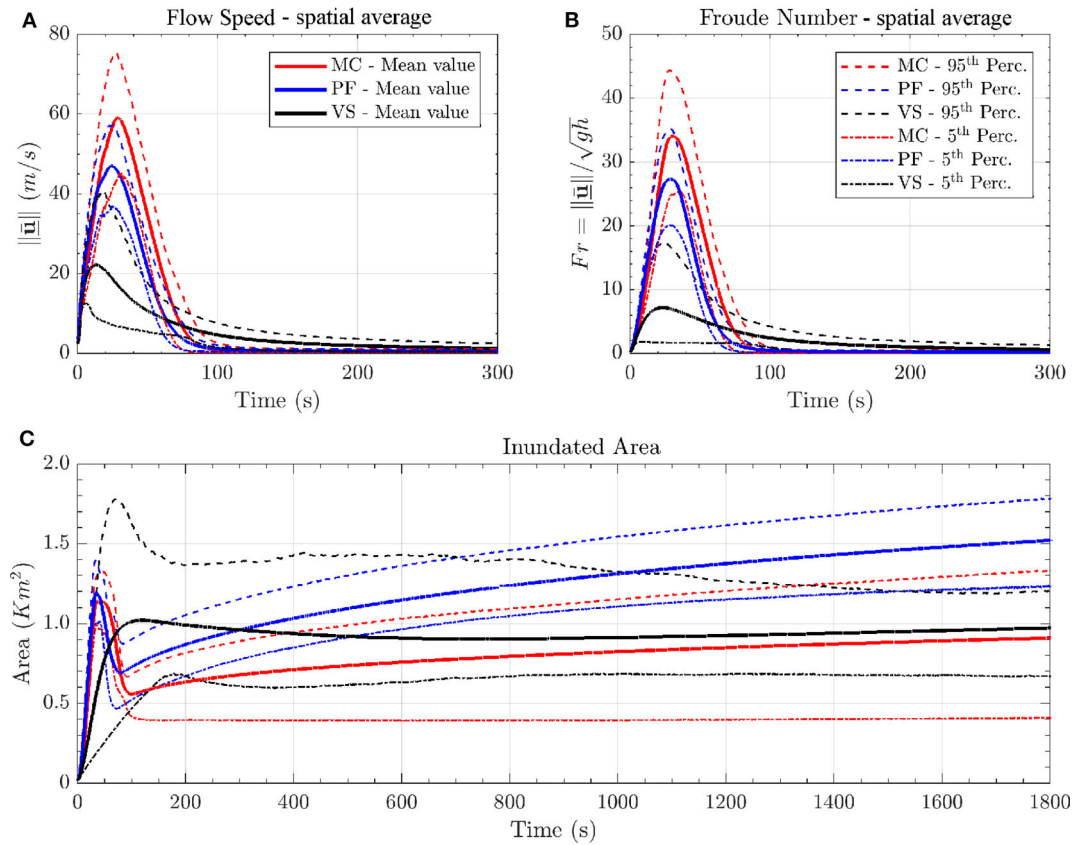 A
Flow Speed - spatial average
80
60
40
20
0
||ū|| (m/s)
MC - Mean value
PF - Mean value
VS - Mean value
0
100
200
300
Time (s)
B
Froude Number - spatial average
50
40
30
20
10
0
Fr = ||ū||/√gh
MC - 95th Perc.
PF - 95th Perc.
VS - 95th Perc.
MC - 5th Perc.
PF - 5th Perc.
VS - 5th Perc.
0
100
200
300
Time (s)
C
Inundated Area
2.0
1.5
1.0
0.5
0
Area (Km²)
0
200
400
600
800
1000
1200
1400
1600
1800
Time (s)